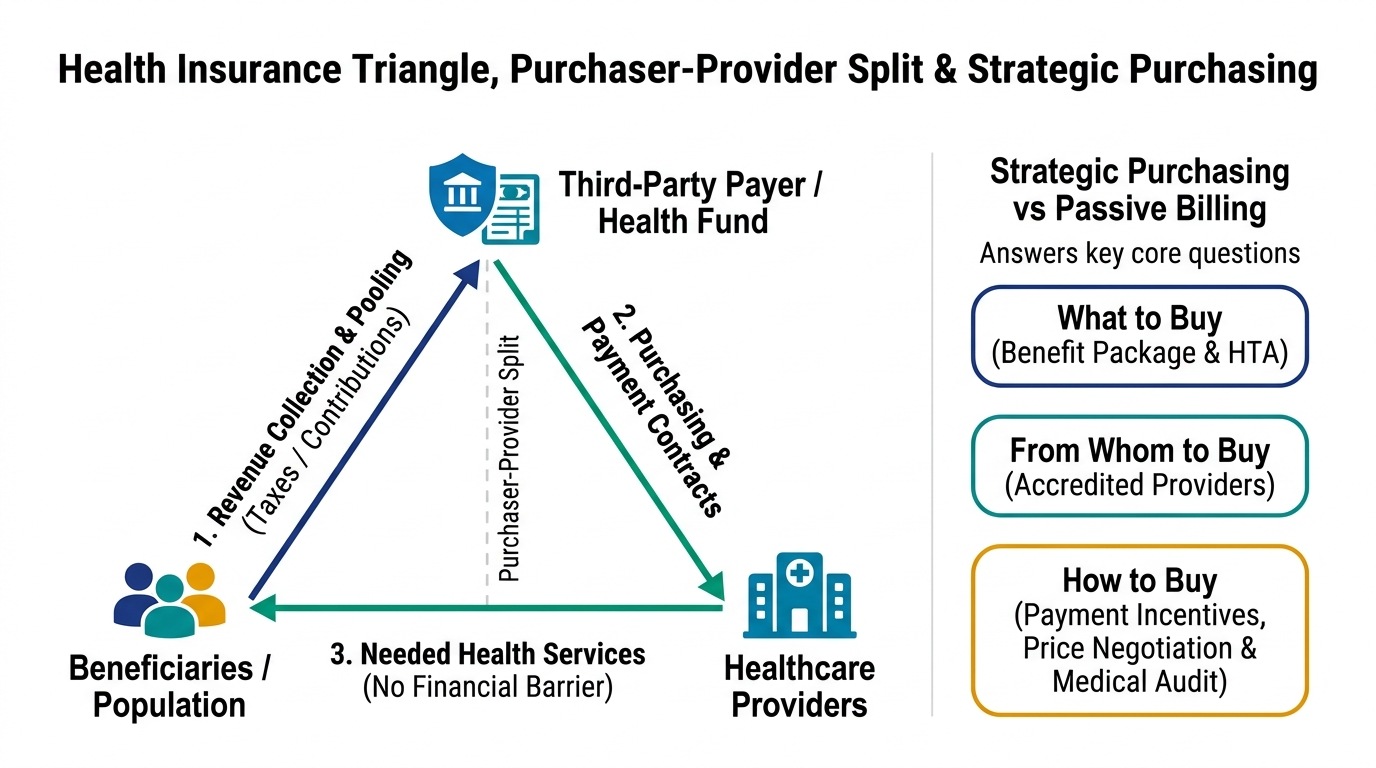 Health Insurance Triangle, Purchaser-Provider Split & Strategic Purchasing
Third-Party Payer /
Health Fund
1. Revenue Collection & Pooling
(Taxes / Contributions)
Purchaser-Provider Split
2. Purchasing &
Payment Contracts
Beneficiaries /
Population
3. Needed Health Services
(No Financial Barrier)
Healthcare
Providers
Strategic Purchasing
vs Passive Billing
Answers key core questions
What to Buy
(Benefit Package & HTA)
From Whom to Buy
(Accredited Providers)
How to Buy
(Payment Incentives,
Price Negotiation &
Medical Audit)